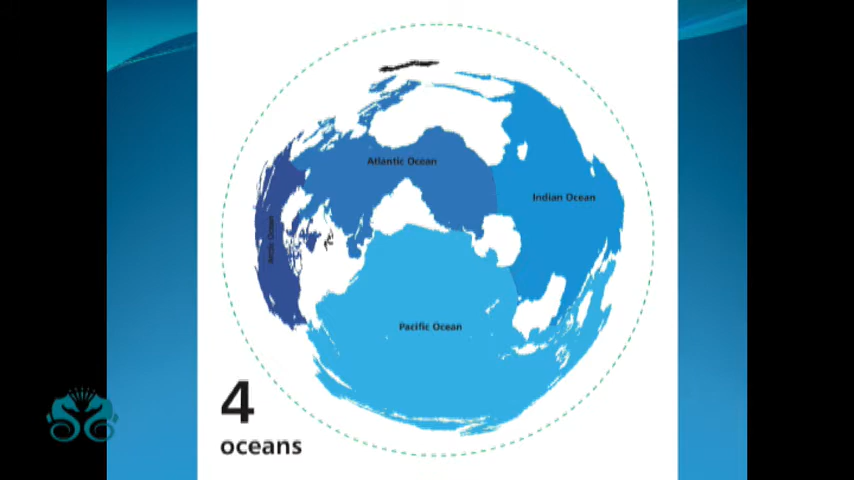 Atlantic Ocean
Indian Ocean
Arctic Ocean
Pacific Ocean
4
oceans